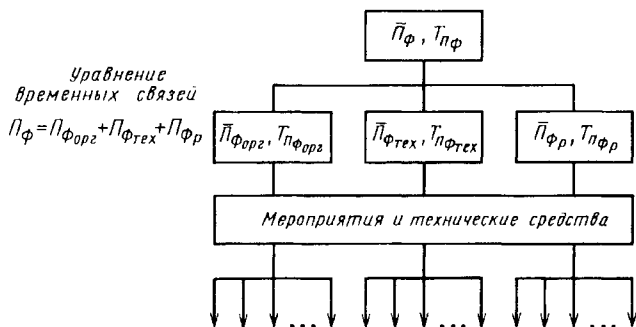 П̄ф, Tпф
Уравнение
временных связей
Пф=Пфорг+Пфтех+Пфр
П̄форг, Tпфорг
П̄фтех, Tпфтех
П̄фр, Tпфр
Мероприятия и технические средства
... ... ...